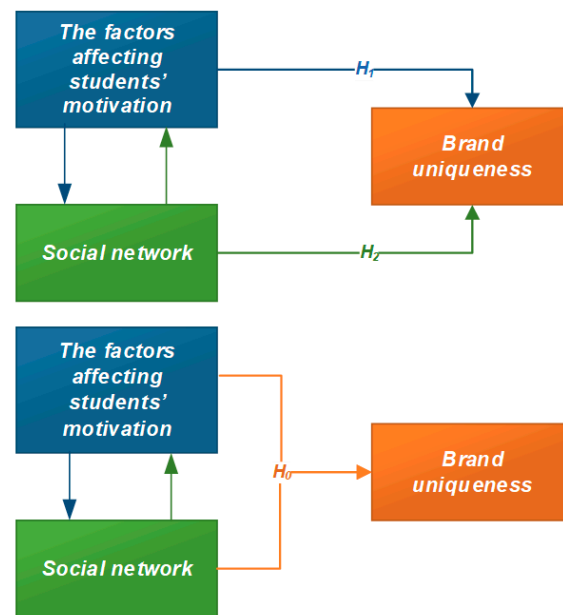 The factors
affecting
students'
motivation
H₁
Brand
uniqueness
Social network
H₂
The factors
affecting
students'
motivation
H₀
Brand
uniqueness
Social network